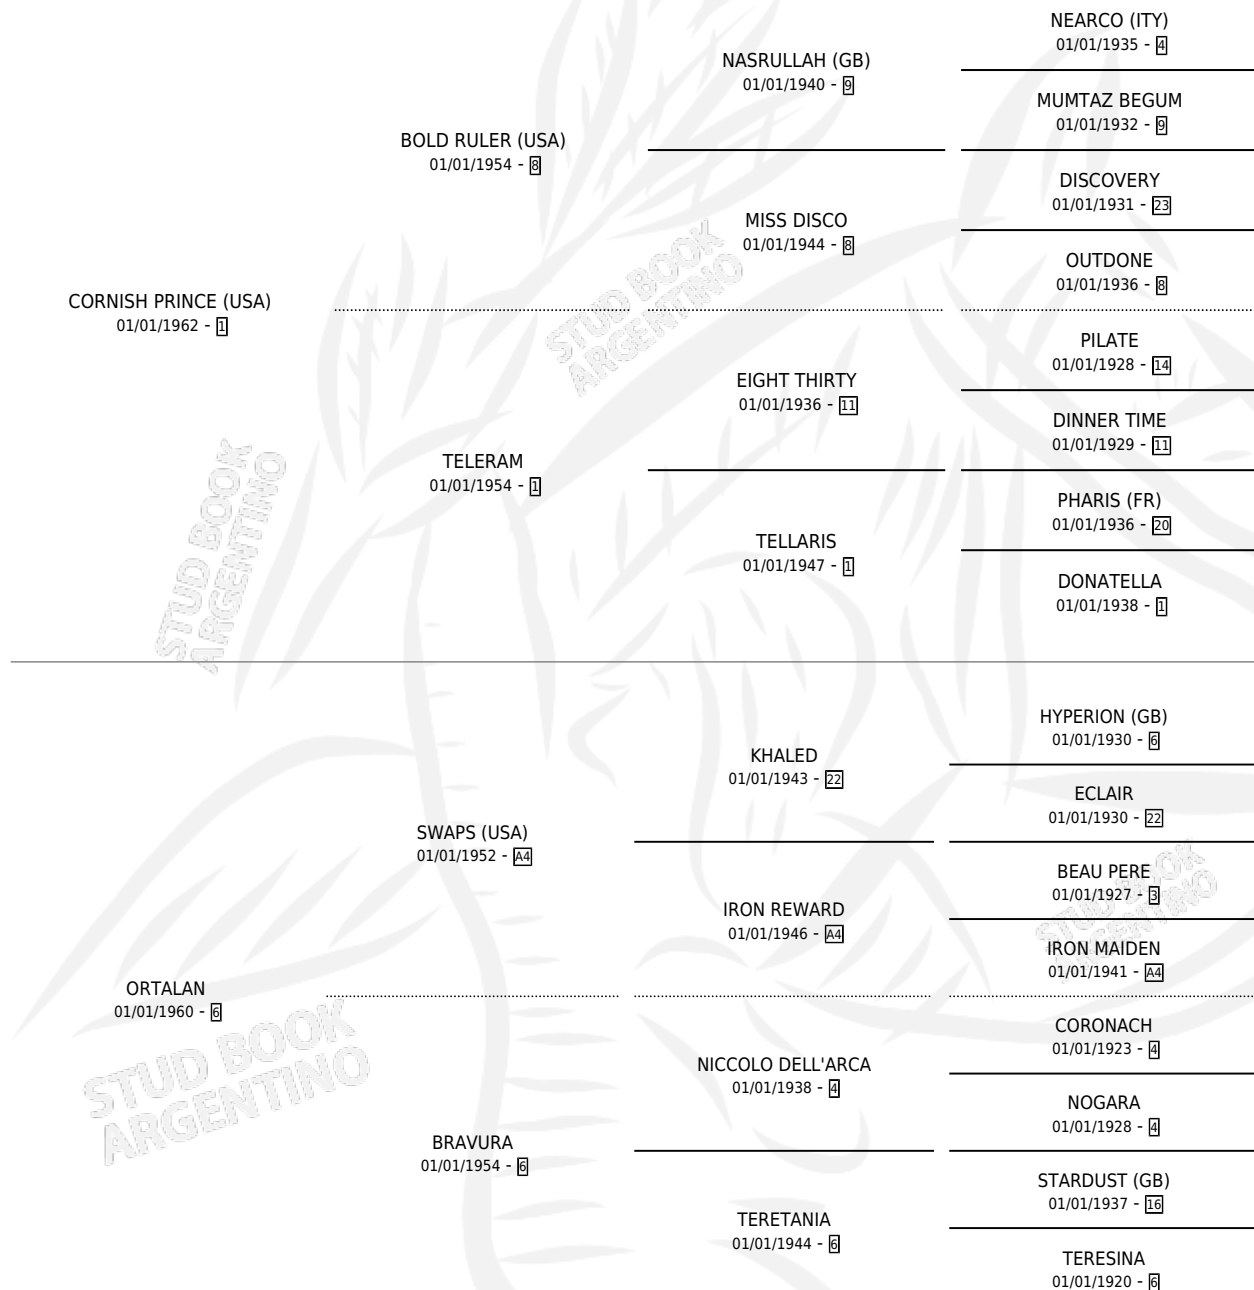 NEARCO (ITY)
01/01/1935 - 4
NASRULLAH (GB)
01/01/1940 - 9
MUMTAZ BEGUM
01/01/1932 - 9
BOLD RULER (USA)
01/01/1954 - 8
DISCOVERY
01/01/1931 - 23
MISS DISCO
01/01/1944 - 8
OUTDONE
01/01/1936 - 8
CORNISH PRINCE (USA)
01/01/1962 - 1
PILATE
01/01/1928 - 14
EIGHT THIRTY
01/01/1936 - 11
DINNER TIME
01/01/1929 - 11
TELERAM
01/01/1954 - 1
PHARIS (FR)
01/01/1936 - 20
TELLARIS
01/01/1947 - 1
DONATELLA
01/01/1938 - 1
HYPERION (GB)
01/01/1930 - 6
KHALED
01/01/1943 - 22
ECLAIR
01/01/1930 - 22
SWAPS (USA)
01/01/1952 - A4
BEAU PERE
01/01/1927 - 3
IRON REWARD
01/01/1946 - A4
IRON MAIDEN
01/01/1941 - A4
ORTALAN
01/01/1960 - 6
CORONACH
01/01/1923 - 4
NICCOLO DELL'ARCA
01/01/1938 - 4
NOGARA
01/01/1928 - 4
BRAVURA
01/01/1954 - 6
STARDUST (GB)
01/01/1937 - 16
TERETANIA
01/01/1944 - 6
TERESINA
01/01/1920 - 6
STUD BOOK
ARGENTINO
STUD BOOK
ARGENTINO
STUD BOOK
ARGENTINO
STUD BOOK
ARGENTINO